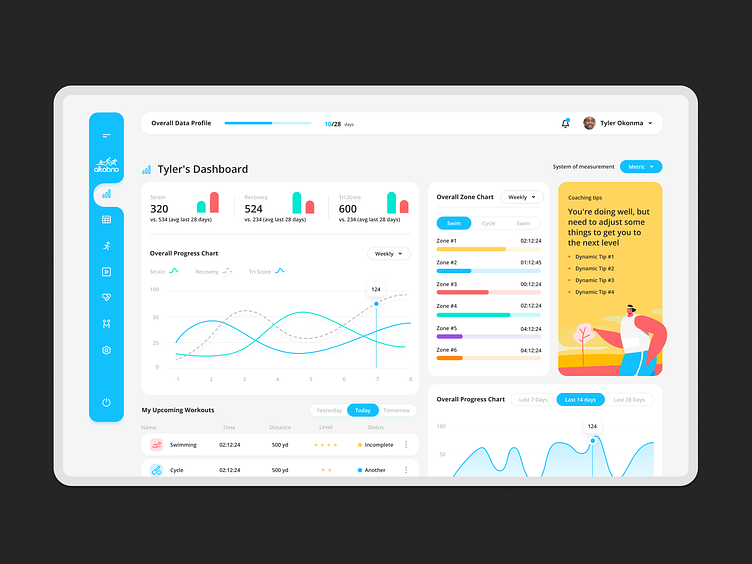 Overall Data Profile
10/28 days
Tyler Okonma
alkabno
Tyler's Dashboard
System of measurement
Metric
Strain
320
vs. 534 (avg last 28 days)
Recovery
524
vs. 234 (avg last 28 days)
Tri.Score
600
vs. 234 (avg last 28 days)
Overall Progress Chart
Weekly
Strain
Recovery
Tri.Score
100
50
25
0
124
1 2 3 4 5 6 7 8
Overall Zone Chart
Weekly
Swim Cycle Swim
Zone #1 02:12:24
Zone #2 01:12:45
Zone #3 00:12:24
Zone #4 02:12:24
Zone #5 04:12:24
Zone #6 04:12:24
Coaching tips
You're doing well, but
need to adjust some
things to get you to
the next level
Dynamic Tip #1
Dynamic Tip #2
Dynamic Tip #3
Dynamic Tip #4
My Upcoming Workouts
Yesterday Today Tomorrow
Name Time Distance Level Status
Swimming 02:12:24 500 yd Incomplete
Cycle 02:12:24 500 yd Another
Overall Progress Chart
Last 7 Days Last 14 days Last 28 Days
100
50
124